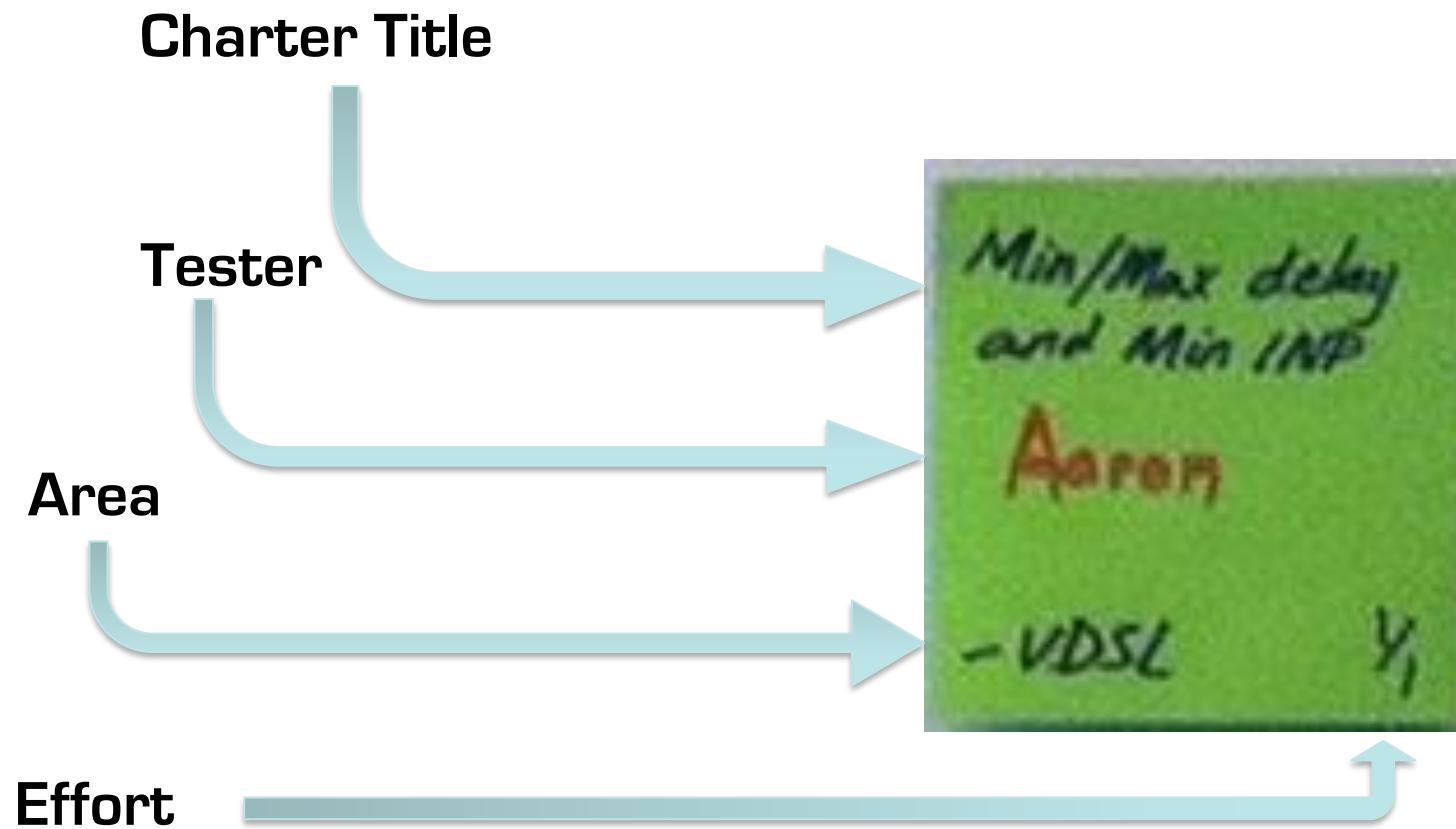 Charter Title
Tester
Area
Effort
Min/Max delay
and Min INP
Aaron
- VDSL